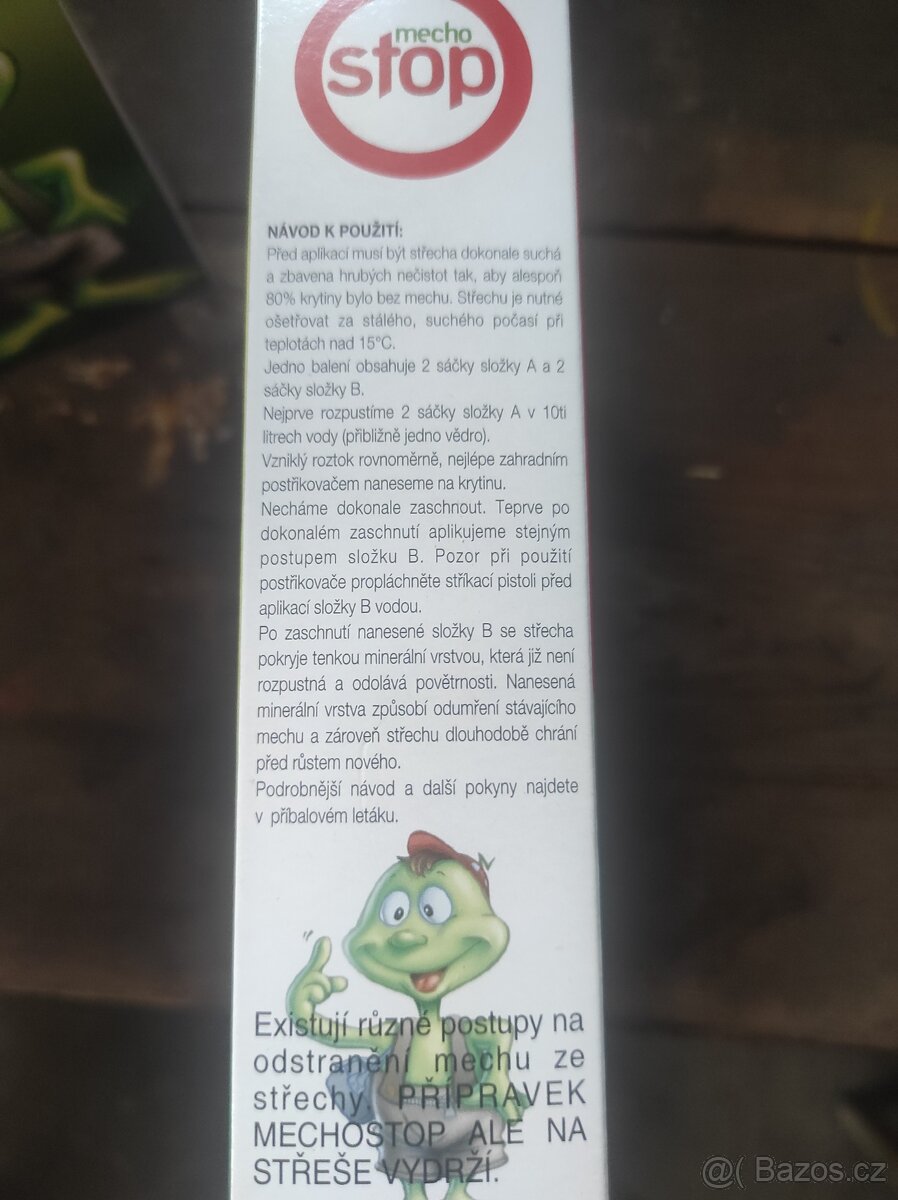 mecho
stop
NÁVOD K POUŽITÍ:
Před aplikací musí být střecha dokonale suchá
a zbavena hrubých nečistot tak, aby alespoň
80% krytiny bylo bez mechu. Střechu je nutné
ošetřovat za stálého, suchého počasí při
teplotách nad 15°C.
Jedno balení obsahuje 2 sáčky složky A a 2
sáčky složky B.
Nejprve rozpustíme 2 sáčky složky A v 10ti
litrech vody (přibližně jedno vědro).
Vzniklý roztok rovnoměrně, nejlépe zahradním
postřikovačem naneseme na krytinu.
Necháme dokonale zaschnout. Teprve po
dokonalém zaschnutí aplikujeme stejným
postupem složku B. Pozor při použití
postřikovače propláchněte stříkací pistoli před
aplikací složky B vodou.
Po zaschnutí nanesené složky B se střecha
pokryje tenkou minerální vrstvou, která již není
rozpustná a odolává povětrnosti. Nanesená
minerální vrstva způsobí odumření stávajícího
mechu a zároveň střechu dlouhodobě chrání
před růstem nového.
Podrobnější návod a další pokyny najdete
v příbalovém letáku.
Existují různé postupy na
odstranění mechu ze
střechy, PŘÍPRAVEK
MECHOSTOP ALE NA
STŘEŠE VYDRŽÍ.
@( Bazos.cz